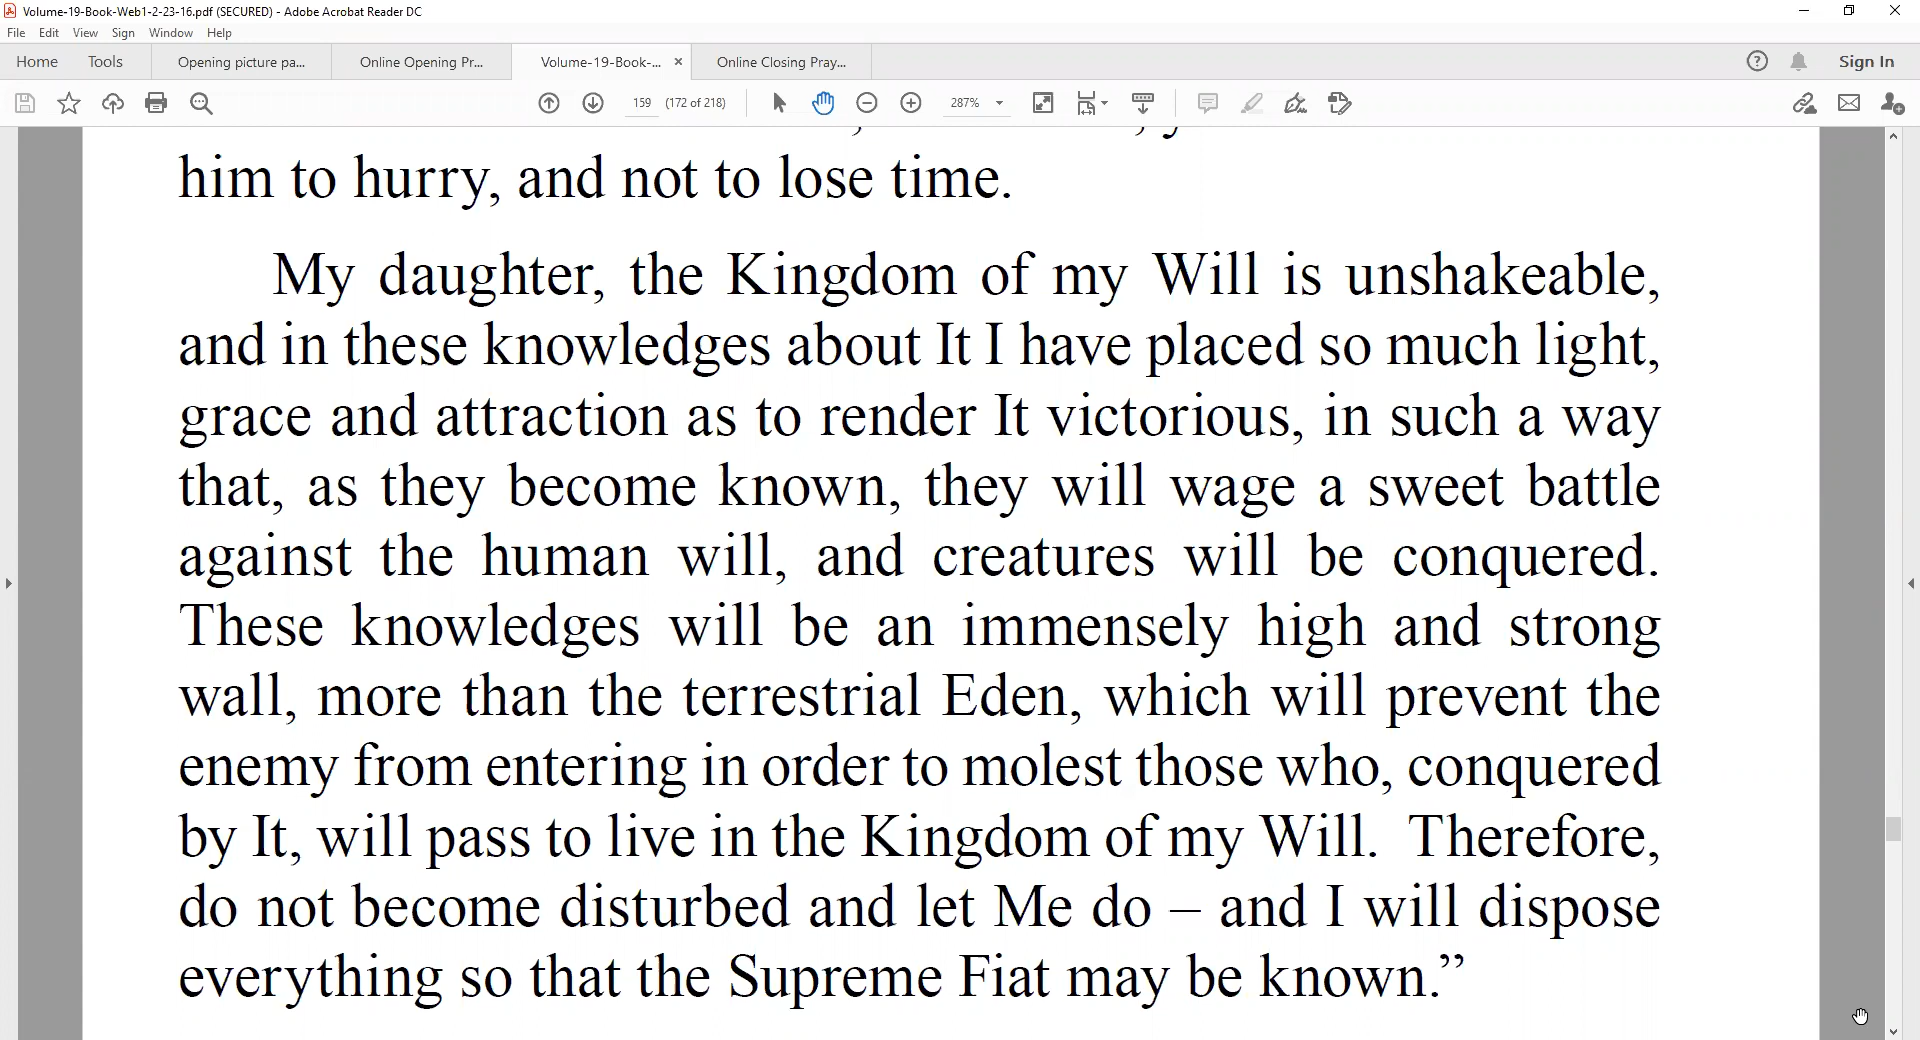 Volume-19-Book-Web1-2-23-16.pdf (SECURED) - Adobe Acrobat Reader DC
File Edit View Sign Window Help
Home Tools Opening picture pa... Online Opening Pr... Volume-19-Book-... × Online Closing Pray... Sign In
159 (172 of 218) 287%
him to hurry, and not to lose time.
My daughter, the Kingdom of my Will is unshakeable,
and in these knowledges about It I have placed so much light,
grace and attraction as to render It victorious, in such a way
that, as they become known, they will wage a sweet battle
against the human will, and creatures will be conquered.
These knowledges will be an immensely high and strong
wall, more than the terrestrial Eden, which will prevent the
enemy from entering in order to molest those who, conquered
by It, will pass to live in the Kingdom of my Will. Therefore,
do not become disturbed and let Me do – and I will dispose
everything so that the Supreme Fiat may be known.”